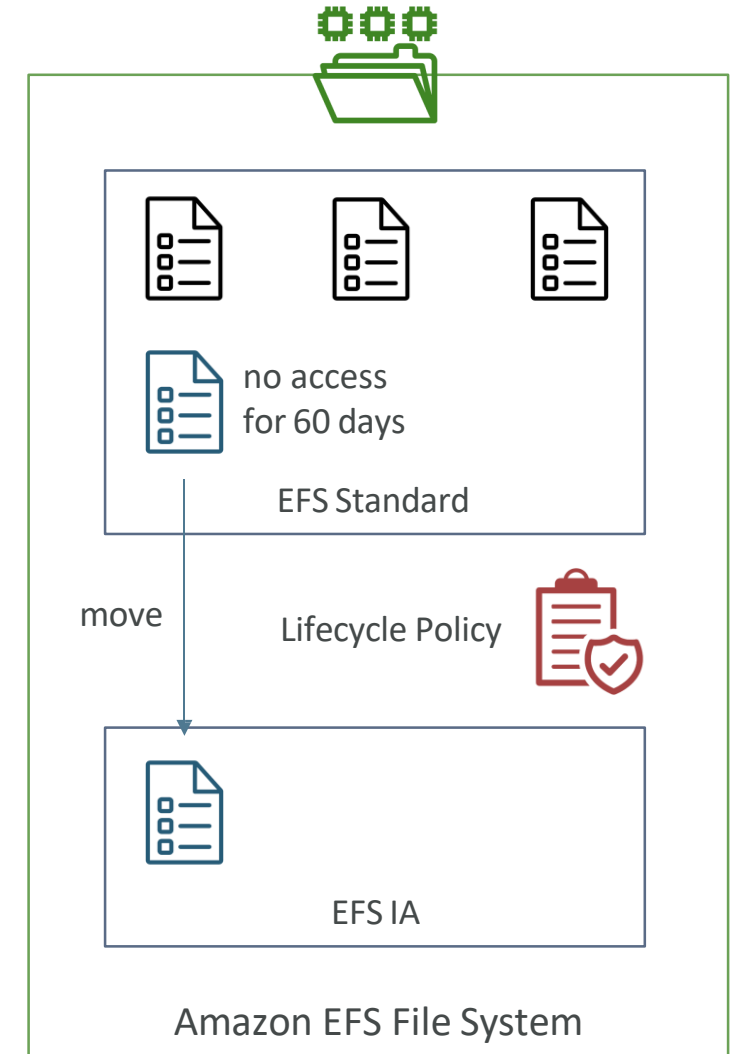 no access
for 60 days
EFS Standard
move
Lifecycle Policy
EFS IA
Amazon EFS File System